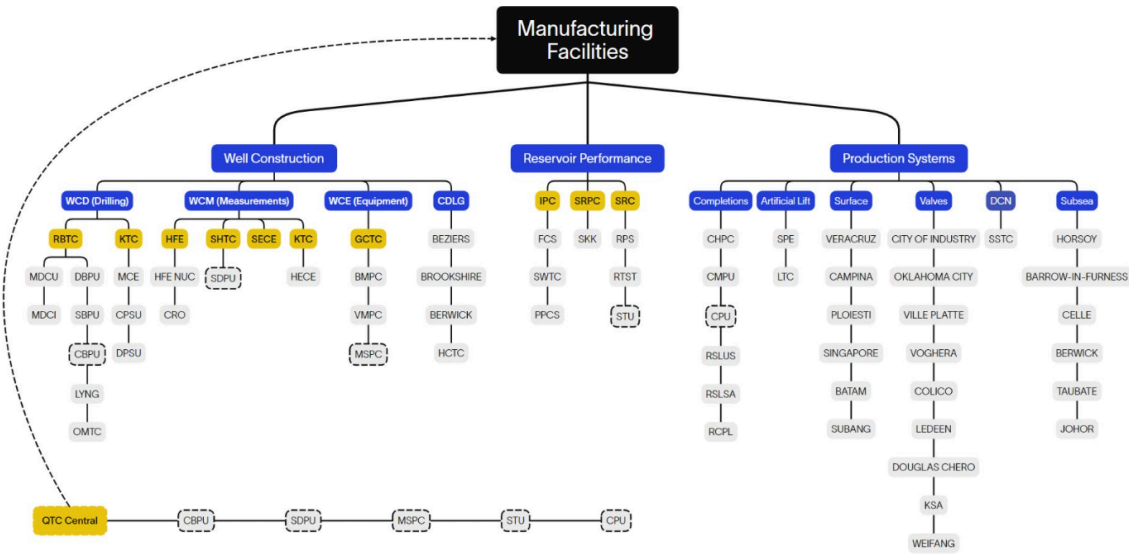 Manufacturing
Facilities
Well Construction
Reservoir Performance
Production Systems
WCD (Drilling)
WCM (Measurements)
WCE (Equipment)
CDLG
IPC
SRPC
SRC
Completions
Artificial Lift
Surface
Valves
DCN
Subsea
RBTC
KTC
HFE
SHTC
SECE
KTC
GCTC
BEZIERS
FCS
SKK
RPS
CHPC
SPE
VERACRUZ
CITY OF INDUSTRY
SSTC
HORSOY
MDCU
DBPU
MCE
HFE NUC
SDPU
HECE
BMPC
BROOKSHIRE
SWTC
RTST
CMPU
LTC
CAMPINA
OKLAHOMA CITY
BARROW-IN-FURNESS
MDCI
SBPU
CPSU
CRO
VMPC
BERWICK
PPCS
STU
CPU
PLOIESTI
VILLE PLATTE
CELLE
CBPU
DPSU
MSPC
HCTC
RSLUS
SINGAPORE
VOGHERA
BERWICK
LYNG
RSLSA
BATAM
COLICO
TAUBATE
OMTC
RCPL
SUBANG
LEDEEN
JOHOR
DOUGLAS CHERO
KSA
WEIFANG
QTC Central
CBPU
SDPU
MSPC
STU
CPU